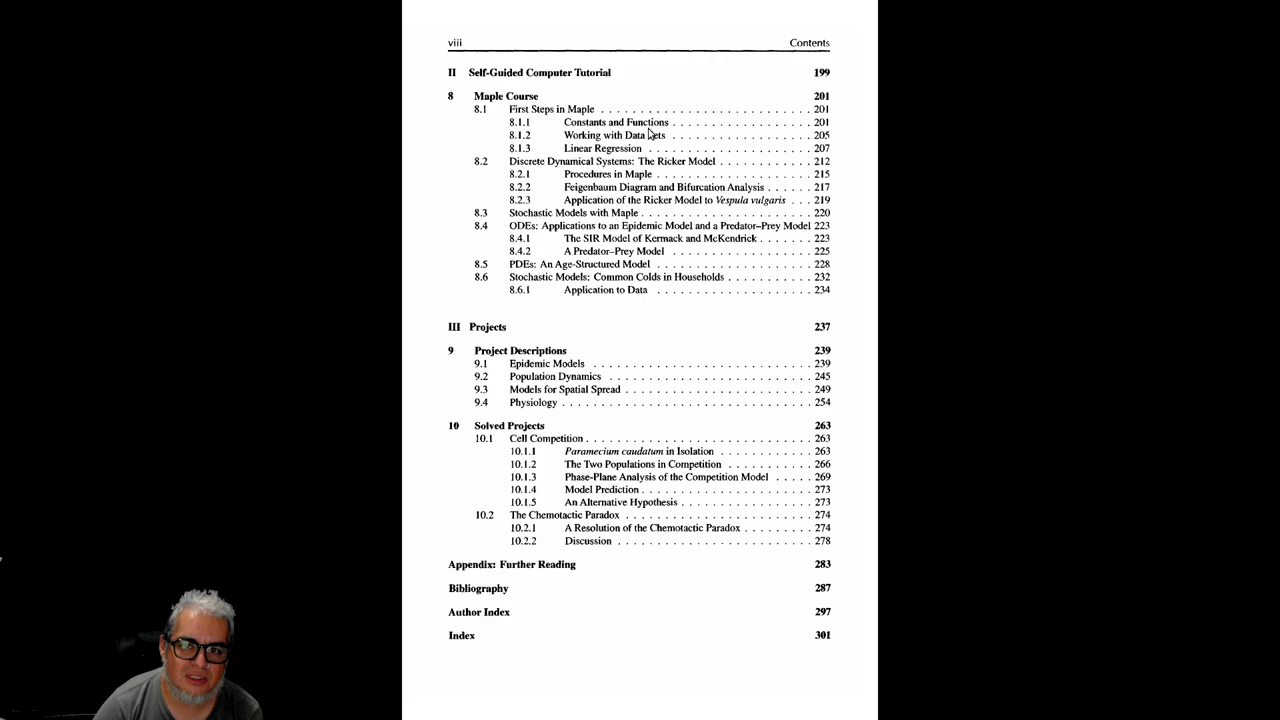 viii Contents
II Self-Guided Computer Tutorial 199
8 Maple Course 201
8.1 First Steps in Maple . . . . . . . . . . . . . . . . . . . . . . . . . . . 201
8.1.1 Constants and Functions . . . . . . . . . . . . . . . . . . 201
8.1.2 Working with Data Sets . . . . . . . . . . . . . . . . . . 205
8.1.3 Linear Regression . . . . . . . . . . . . . . . . . . . . . 207
8.2 Discrete Dynamical Systems: The Ricker Model . . . . . . . . . . . . 212
8.2.1 Procedures in Maple . . . . . . . . . . . . . . . . . . . . 215
8.2.2 Feigenbaum Diagram and Bifurcation Analysis . . . . . . 217
8.2.3 Application of the Ricker Model to Vespula vulgaris . . . 219
8.3 Stochastic Models with Maple . . . . . . . . . . . . . . . . . . . . . . 220
8.4 ODEs: Applications to an Epidemic Model and a Predator–Prey Model 223
8.4.1 The SIR Model of Kermack and McKendrick . . . . . . . 223
8.4.2 A Predator–Prey Model . . . . . . . . . . . . . . . . . . 225
8.5 PDEs: An Age-Structured Model . . . . . . . . . . . . . . . . . . . . 228
8.6 Stochastic Models: Common Colds in Households . . . . . . . . . . . 232
8.6.1 Application to Data . . . . . . . . . . . . . . . . . . . . 234
III Projects 237
9 Project Descriptions 239
9.1 Epidemic Models . . . . . . . . . . . . . . . . . . . . . . . . . . . . 239
9.2 Population Dynamics . . . . . . . . . . . . . . . . . . . . . . . . . . 245
9.3 Models for Spatial Spread . . . . . . . . . . . . . . . . . . . . . . . . 249
9.4 Physiology . . . . . . . . . . . . . . . . . . . . . . . . . . . . . . . 254
10 Solved Projects 263
10.1 Cell Competition . . . . . . . . . . . . . . . . . . . . . . . . . . . . . 263
10.1.1 Paramecium caudatum in Isolation . . . . . . . . . . . . 263
10.1.2 The Two Populations in Competition . . . . . . . . . . . 266
10.1.3 Phase-Plane Analysis of the Competition Model . . . . . 269
10.1.4 Model Prediction . . . . . . . . . . . . . . . . . . . . . . 273
10.1.5 An Alternative Hypothesis . . . . . . . . . . . . . . . . . 273
10.2 The Chemotactic Paradox . . . . . . . . . . . . . . . . . . . . . . . . 274
10.2.1 A Resolution of the Chemotactic Paradox . . . . . . . . . 274
10.2.2 Discussion . . . . . . . . . . . . . . . . . . . . . . . . . 278
Appendix: Further Reading 283
Bibliography 287
Author Index 297
Index 301